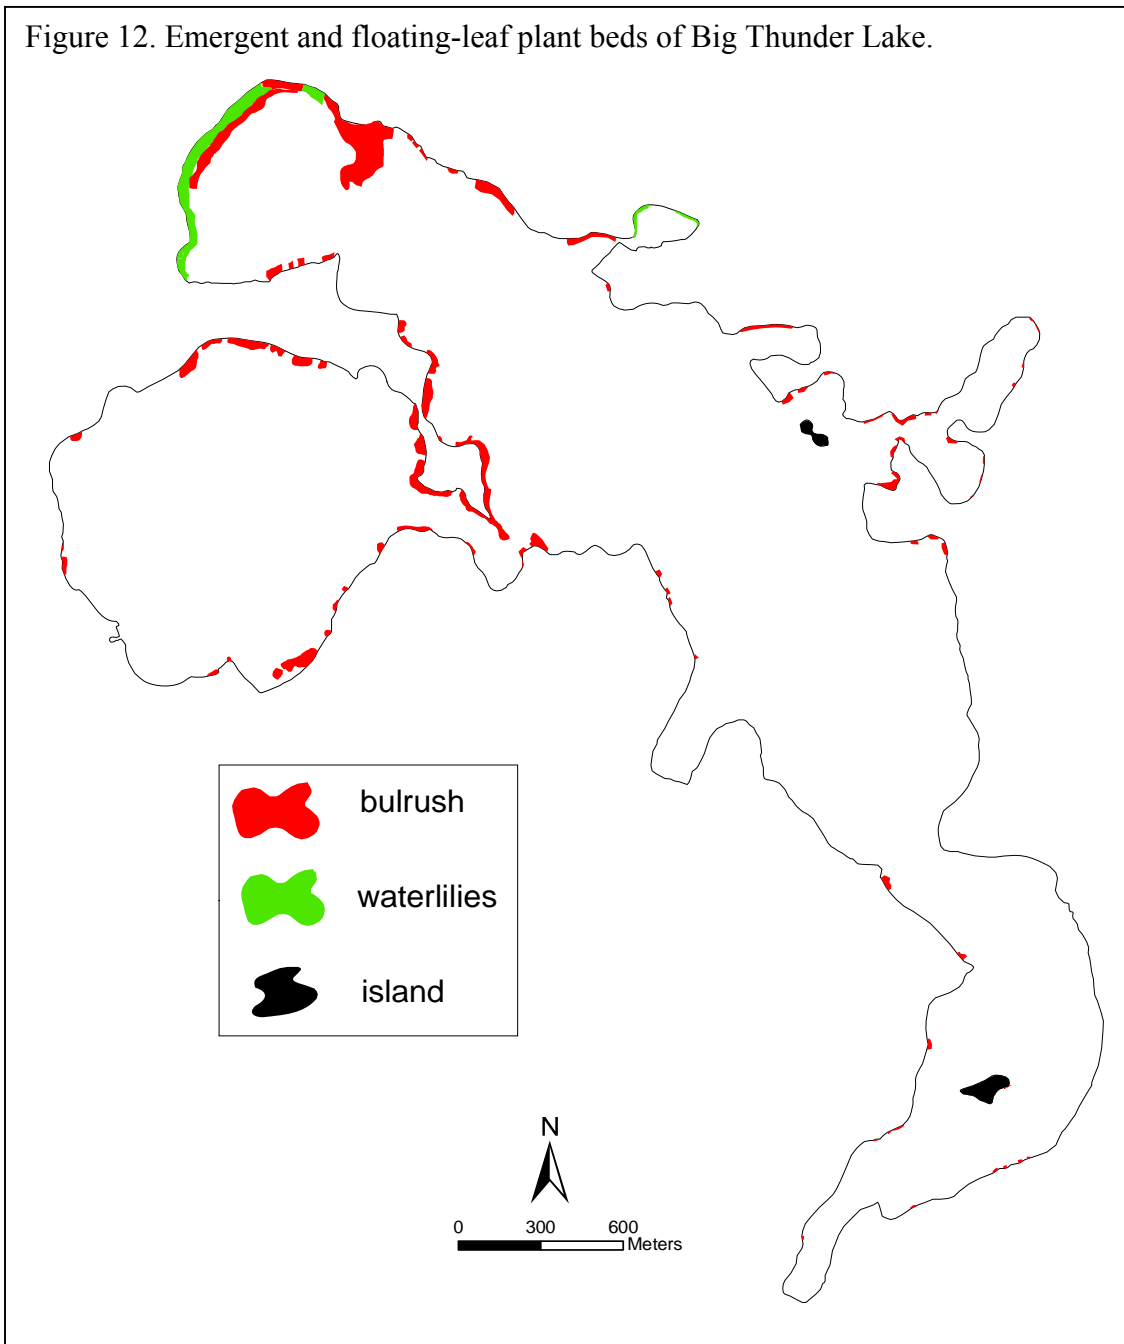 Figure 12. Emergent and floating-leaf plant beds of Big Thunder Lake.
bulrush
waterlilies
island
N
0 300 600
Meters